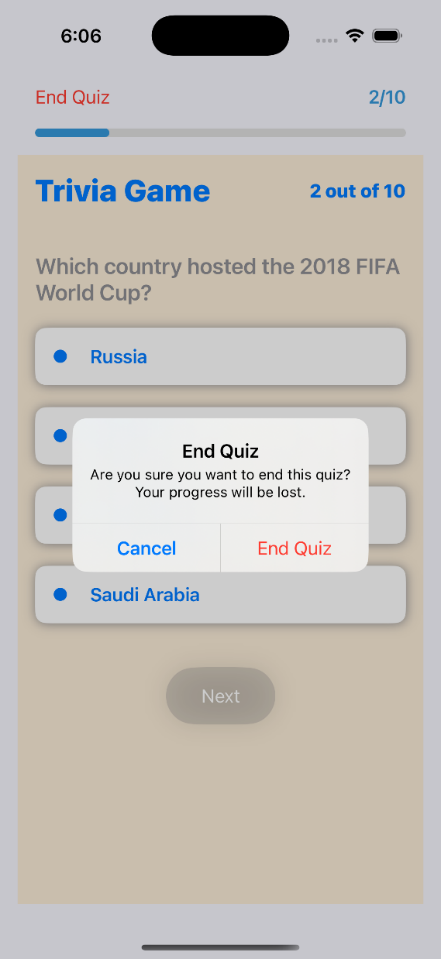 6:06
End Quiz
2/10
Trivia Game
2 out of 10
Which country hosted the 2018 FIFA
World Cup?
Russia
End Quiz
Are you sure you want to end this quiz?
Your progress will be lost.
Cancel
End Quiz
Saudi Arabia
Next